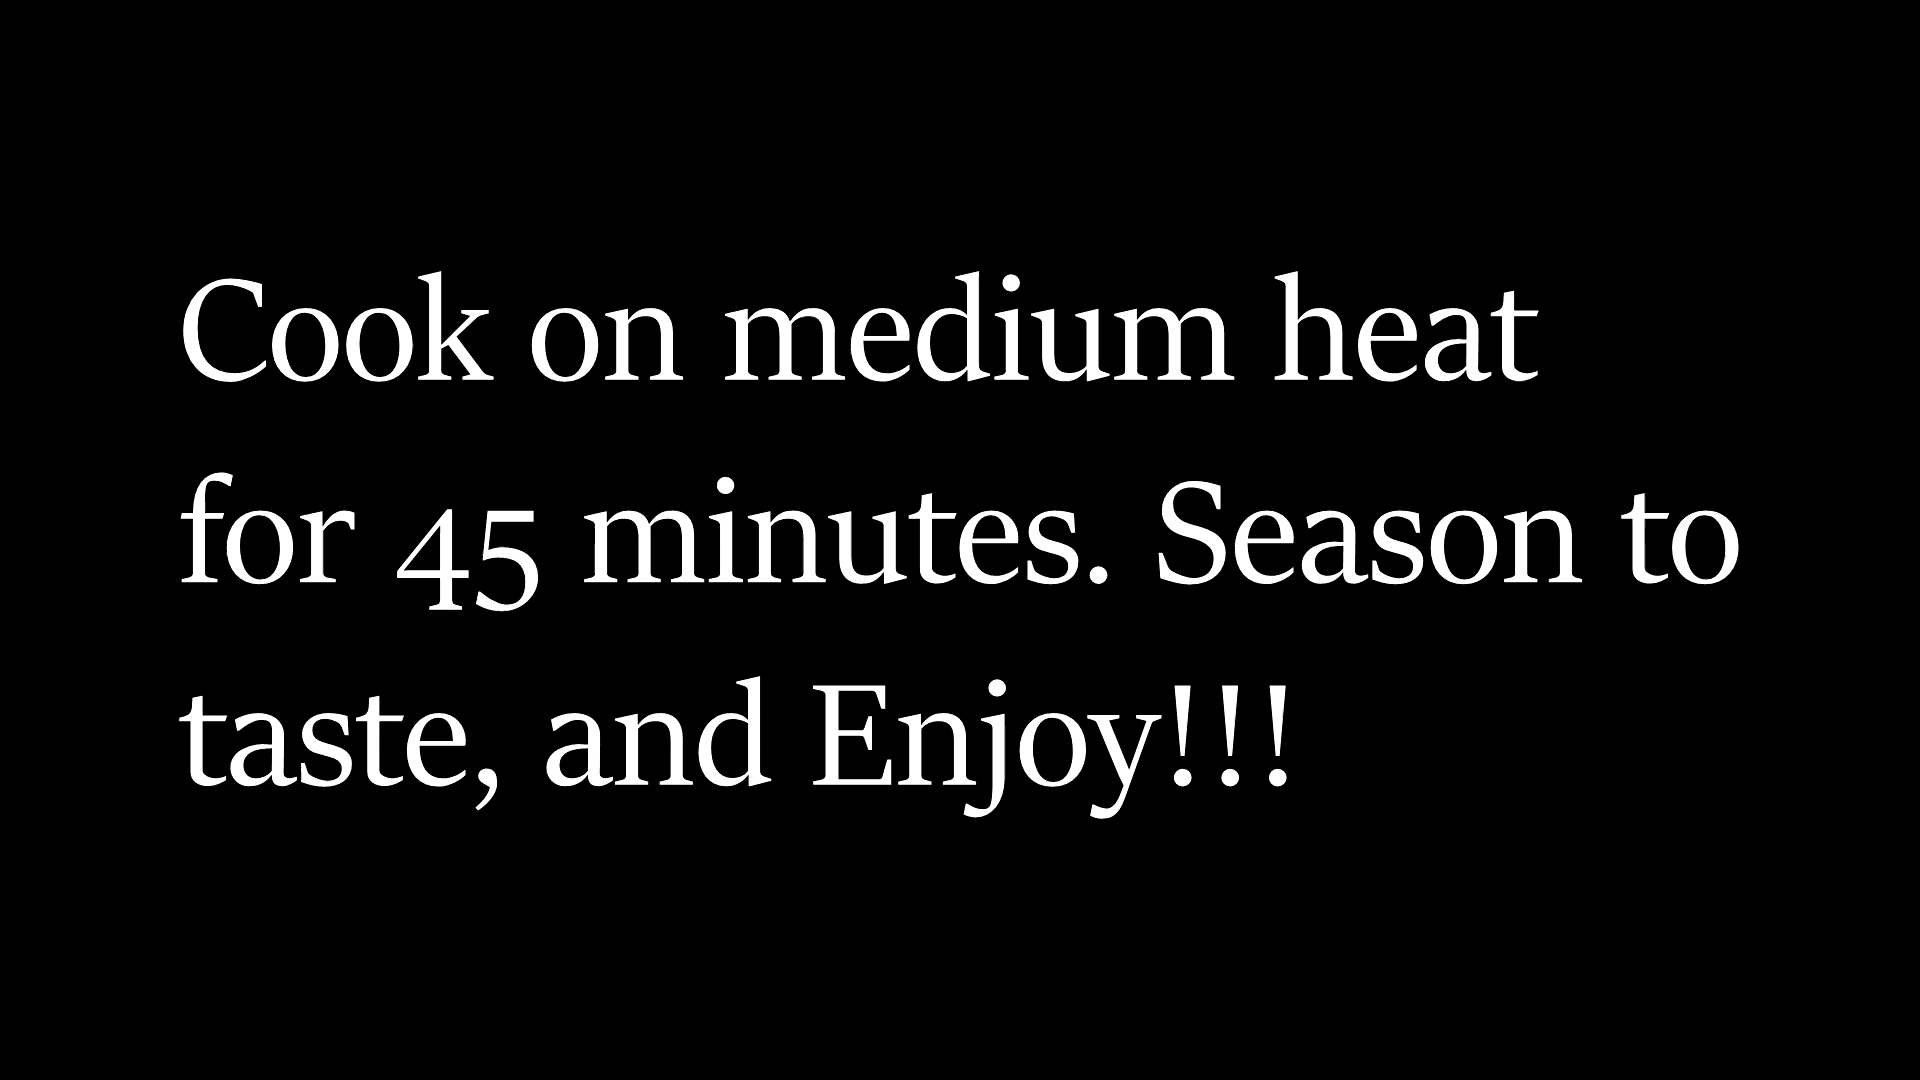 Cook on medium heat
for 45 minutes. Season to
taste, and Enjoy!!!